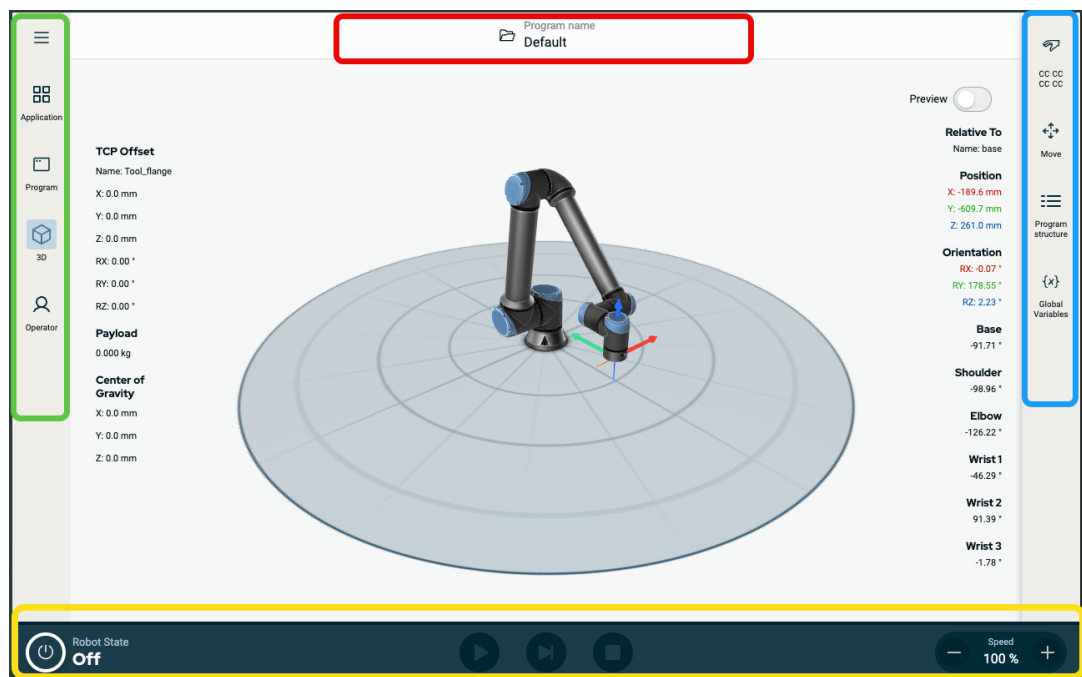 Program name
Default
Application
Program
3D
Operator
TCP Offset
Name: Tool_flange
X: 0.0 mm
Y: 0.0 mm
Z: 0.0 mm
RX: 0.00 °
RY: 0.00 °
RZ: 0.00 °
Payload
0.000 kg
Center of
Gravity
X: 0.0 mm
Y: 0.0 mm
Z: 0.0 mm
Preview
Relative To
Name: base
Position
X: -189.6 mm
Y: -609.7 mm
Z: 261.0 mm
Orientation
RX: -0.07 °
RY: 178.55 °
RZ: 2.23 °
Base
-91.71 °
Shoulder
-98.96 °
Elbow
-126.22 °
Wrist 1
-46.29 °
Wrist 2
91.39 °
Wrist 3
-1.78 °
CC CC
CC CC
Move
Program
structure
{x}
Global
Variables
Robot State
Off
Speed
100 %